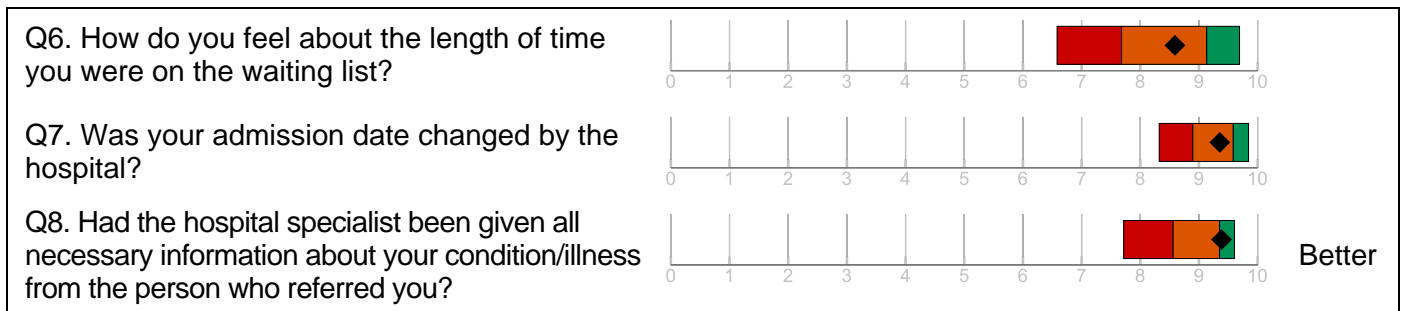 Q6. How do you feel about the length of time
you were on the waiting list?
0 1 2 3 4 5 6 7 8 9 10
Q7. Was your admission date changed by the
hospital?
0 1 2 3 4 5 6 7 8 9 10
Q8. Had the hospital specialist been given all
necessary information about your condition/illness
from the person who referred you?
0 1 2 3 4 5 6 7 8 9 10
Better